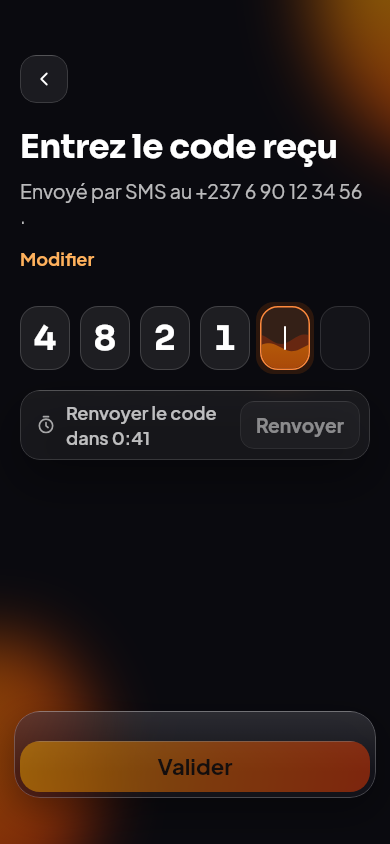 Entrez le code reçu
Envoyé par SMS au +237 6 90 12 34 56
.
Modifier
4 8 2 1
Renvoyer le code
dans 0:41
Renvoyer
Valider